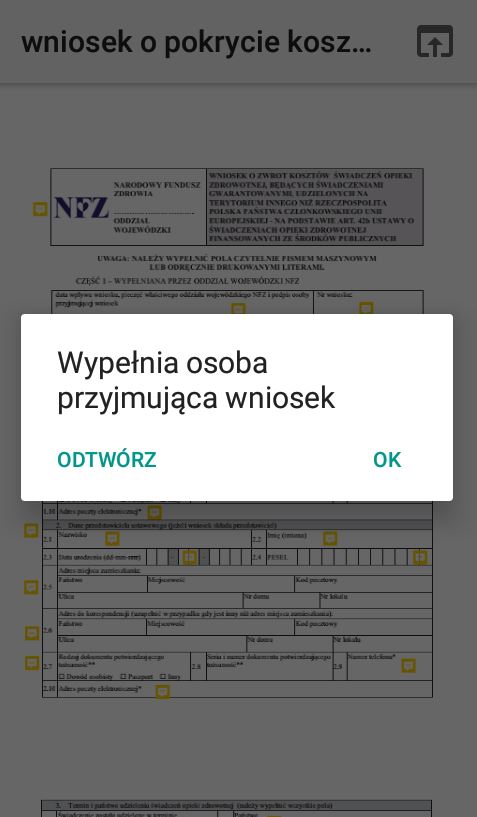 wniosek o pokrycie kosz...
NFZ
NARODOWY FUNDUSZ
ZDROWIA
ODDZIAŁ
WOJEWÓDZKI
WNIOSEK O ZWROT KOSZTÓW ŚWIADCZEŃ OPIEKI
ZDROWOTNEJ, BĘDĄCYCH ŚWIADCZENIAMI
GWARANTOWANYMI, UDZIELONYCH NA
TERYTORIUM INNEGO NIŻ RZECZPOSPOLITA
POLSKA PAŃSTWA CZŁONKOWSKIEGO UNII
EUROPEJSKIEJ - NA PODSTAWIE ART. 42b USTAWY O
ŚWIADCZENIACH OPIEKI ZDROWOTNEJ
FINANSOWANYCH ZE ŚRODKÓW PUBLICZNYCH
UWAGA: NALEŻY WYPEŁNIĆ POLA CZYTELNIE PISMEM MASZYNOWYM
LUB ODRĘCZNIE DRUKOWANYMI LITERAMI.
CZĘŚĆ I – WYPEŁNIANA PRZEZ ODDZIAŁ WOJEWÓDZKI NFZ
data wpływu wniosku, pieczęć właściwego oddziału wojewódzkiego NFZ i podpis osoby
przyjmującej wniosek
Nr wniosku:
Wypełnia osoba
przyjmująca wniosek
ODTWÓRZ OK
1.10 Adres poczty elektronicznej*
2. Dane przedstawiciela ustawowego (jeżeli wniosek składa przedstawiciel)
2.1 Nazwisko 2.2 Imię (imiona)
2.3 Data urodzenia (dd-mm-rrrr) - - 2.4 PESEL
2.5 Adres miejsca zamieszkania:
Państwo Miejscowość Kod pocztowy
Ulica Nr domu Nr lokalu
2.6 Adres do korespondencji (uzupełnić w przypadku gdy jest inny niż adres miejsca zamieszkania):
Państwo Miejscowość Kod pocztowy
Ulica Nr domu Nr lokalu
2.7 Rodzaj dokumentu potwierdzającego
tożsamość**
☐ Dowód osobisty ☐ Paszport ☐ Inny
2.8 Seria i numer dokumentu potwierdzającego
tożsamość**
2.9 Numer telefonu*
2.10 Adres poczty elektronicznej*
3. Termin i państwo udzielenia świadczeń opieki zdrowotnej (należy wypełnić wszystkie pola)
Świadczenie zostało udzielone w terminie Państwo